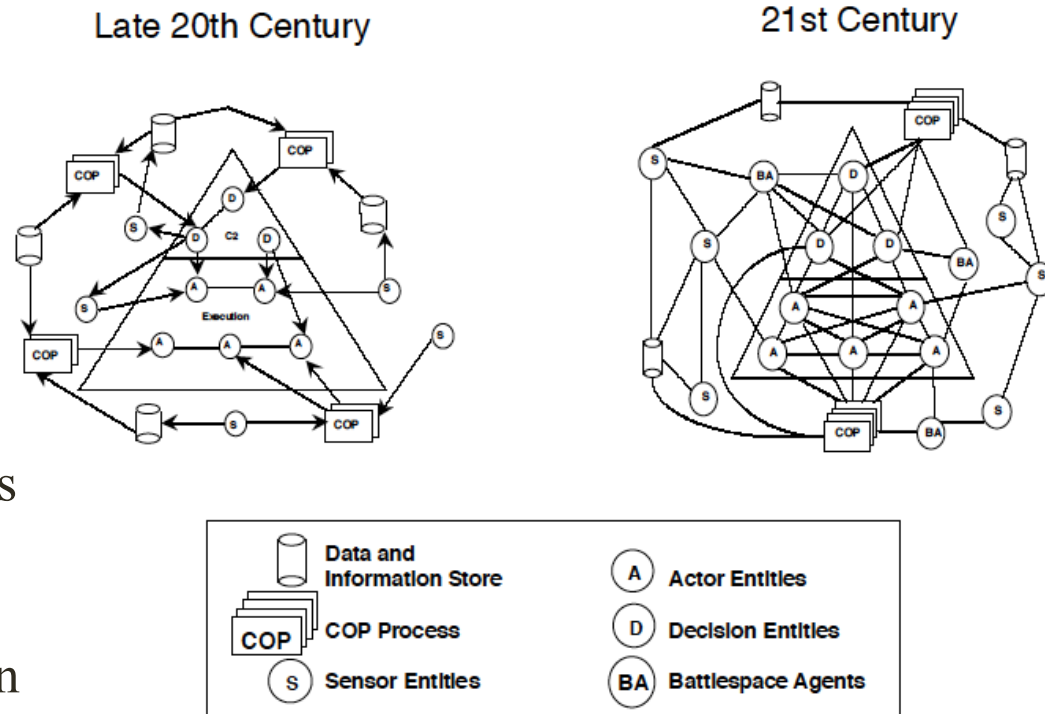 Late 20th Century
21st Century
COP
COP
D
S
D
C2
D
A
A
S
S
Execution
S
A
A
A
COP
S
COP
COP
S
BA
D
S
S
D
D
BA
S
A
A
A
A
A
S
S
COP
BA
s
n
Data and
Information Store
COP
COP Process
S
Sensor Entities
A
Actor Entities
D
Decision Entities
BA
Battlespace Agents